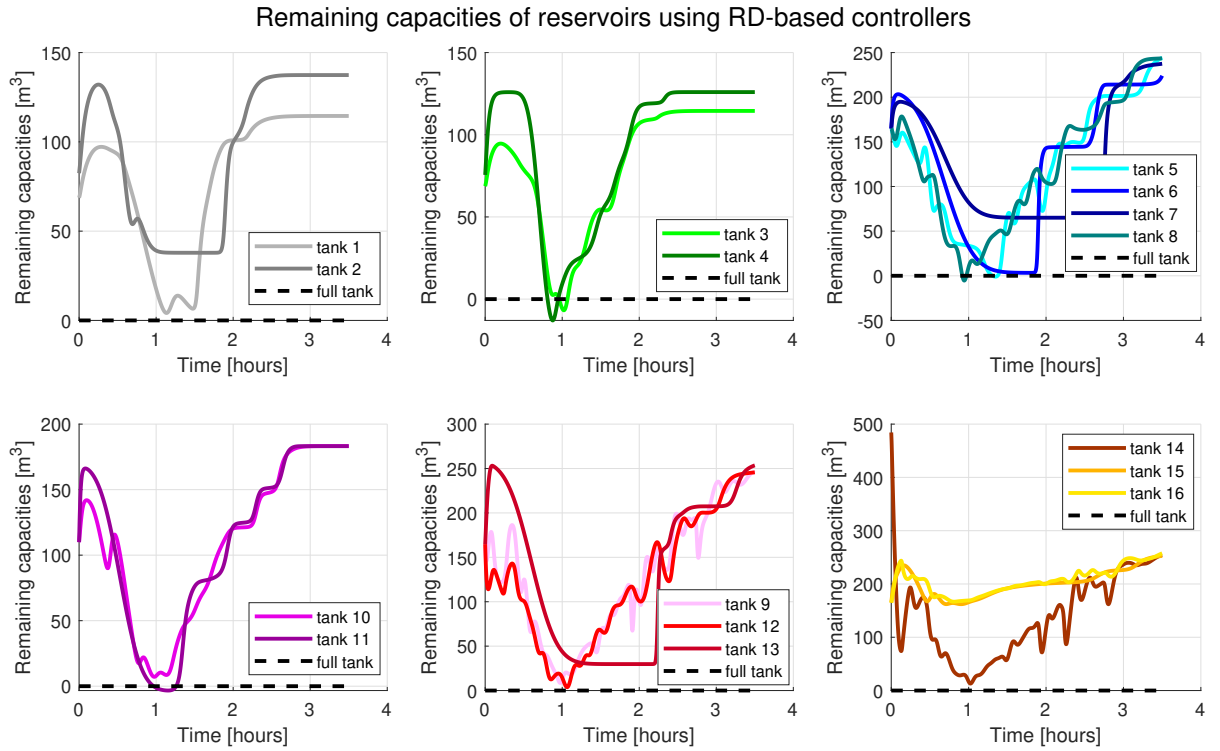 Remaining capacities of reservoirs using RD-based controllers
Remaining capacities [m³]
150
100
50
0
tank 1
tank 2
full tank
0 1 2 3 4
Time [hours]
Remaining capacities [m³]
150
100
50
0
tank 3
tank 4
full tank
0 1 2 3 4
Time [hours]
Remaining capacities [m³]
250
200
150
100
50
0
-50
tank 5
tank 6
tank 7
tank 8
full tank
0 1 2 3 4
Time [hours]
Remaining capacities [m³]
200
150
100
50
0
tank 10
tank 11
full tank
0 1 2 3 4
Time [hours]
Remaining capacities [m³]
300
250
200
150
100
50
0
tank 9
tank 12
tank 13
full tank
0 1 2 3 4
Time [hours]
Remaining capacities [m³]
500
400
300
200
100
0
tank 14
tank 15
tank 16
full tank
0 1 2 3 4
Time [hours]